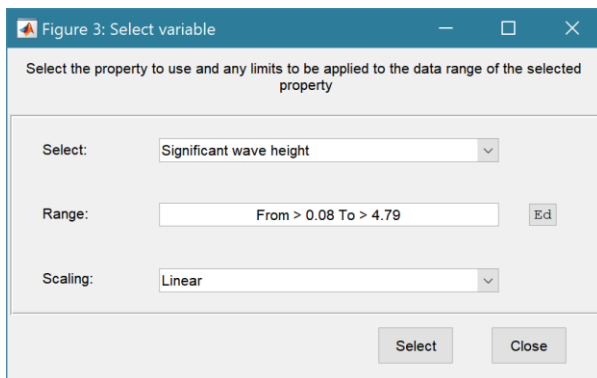 Figure 3: Select variable
Select the property to use and any limits to be applied to the data range of the selected
property
Select: Significant wave height
Range: From > 0.08 To > 4.79 Ed
Scaling: Linear
Select Close